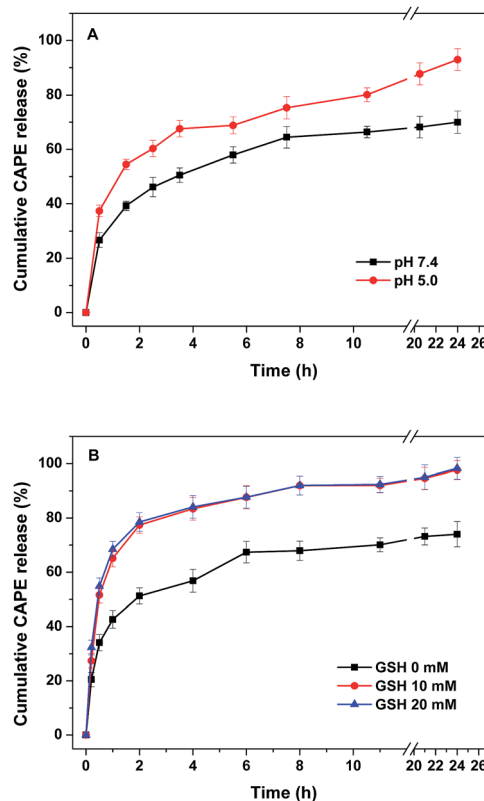 A
Cumulative CAPE release (%)
100
80
60
40
20
0
pH 7.4
pH 5.0
0 2 4 6 8 10 20 22 24 26
Time (h)
B
Cumulative CAPE release (%)
100
80
60
40
20
0
GSH 0 mM
GSH 10 mM
GSH 20 mM
0 2 4 6 8 10 20 22 24 26
Time (h)